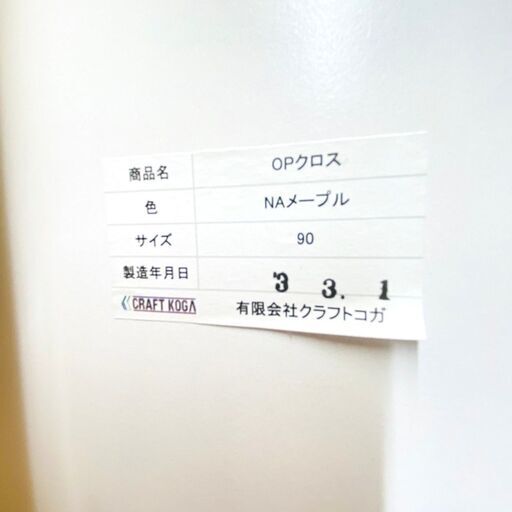 商品名 OPクロス
色 NAメープル
サイズ 90
製造年月日 '3 3. 1
CRAFT KOGA 有限会社クラフトコガ